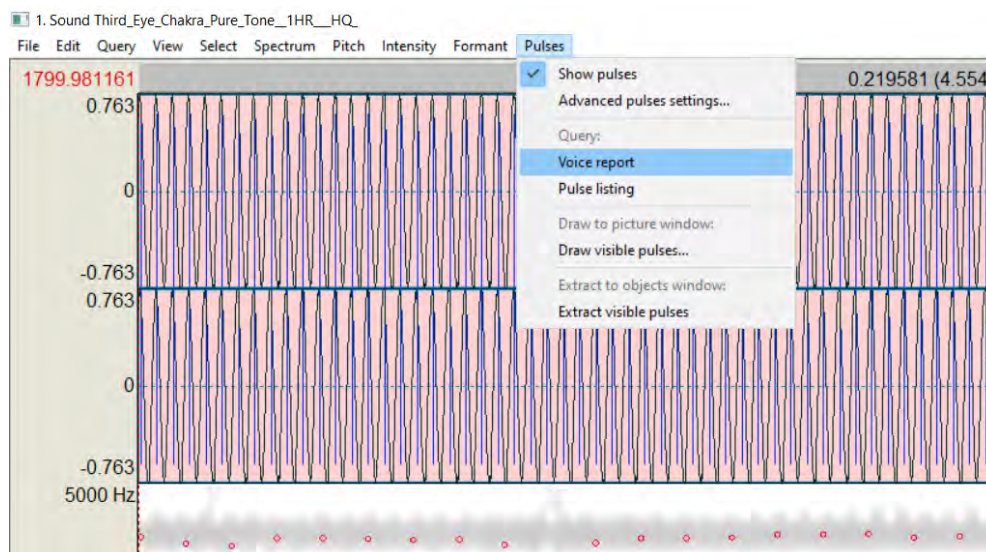 1. Sound Third_Eye_Chakra_Pure_Tone__1HR__HQ_
File Edit Query View Select Spectrum Pitch Intensity Formant Pulses
1799.981161
0.219581 (4.554
0.763
0
-0.763
0.763
0
-0.763
5000 Hz
Show pulses
Advanced pulses settings...
Query:
Voice report
Pulse listing
Draw to picture window:
Draw visible pulses...
Extract to objects window:
Extract visible pulses